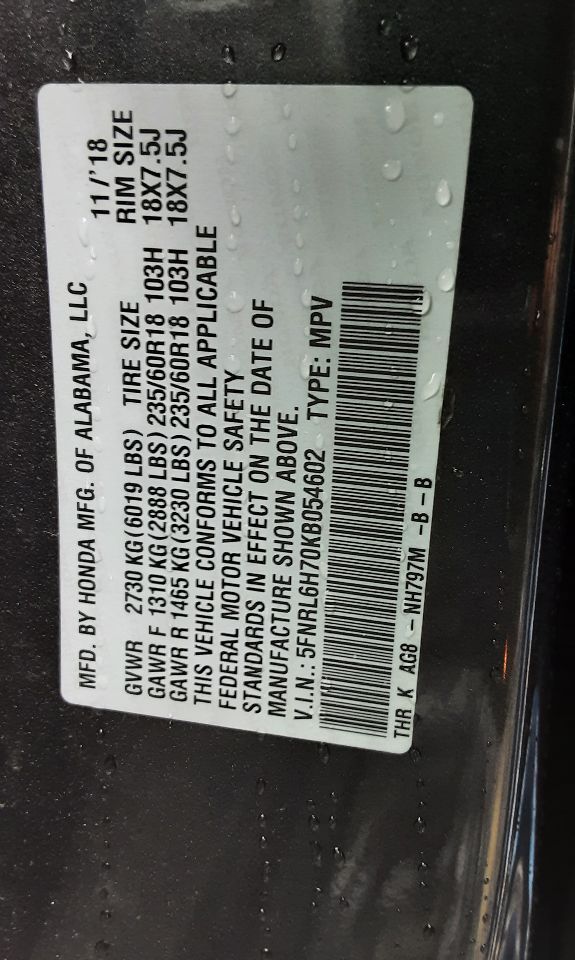 MFD. BY HONDA MFG. OF ALABAMA, LLC 11/'18
GVWR 2730 KG(6019 LBS) TIRE SIZE RIM SIZE
GAWR F 1310 KG(2888 LBS)235/60R18 103H 18X7.5J
GAWR R 1465 KG(3230 LBS)235/60R18 103H 18X7.5J
THIS VEHICLE CONFORMS TO ALL APPLICABLE
FEDERAL MOTOR VEHICLE SAFETY
STANDARDS IN EFFECT ON THE DATE OF
MANUFACTURE SHOWN ABOVE.
V.I.N.: 5FNRL6H70KB054602 TYPE: MPV
THR K AG8 - NH797M -B -B